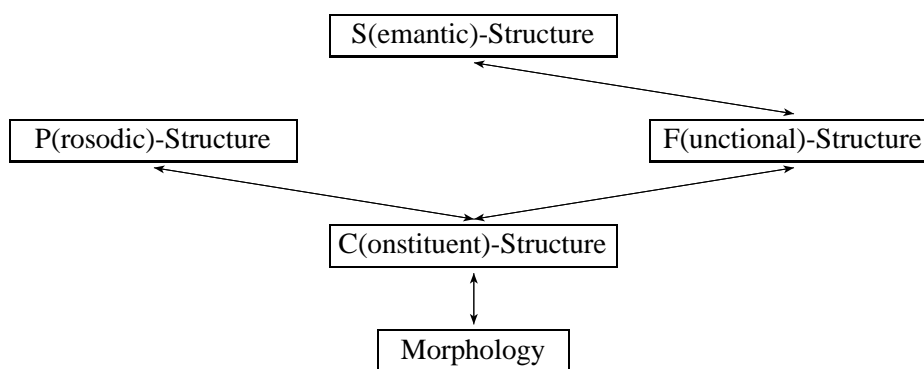 S(emantic)-Structure
P(rosodic)-Structure
F(unctional)-Structure
C(onstituent)-Structure
Morphology